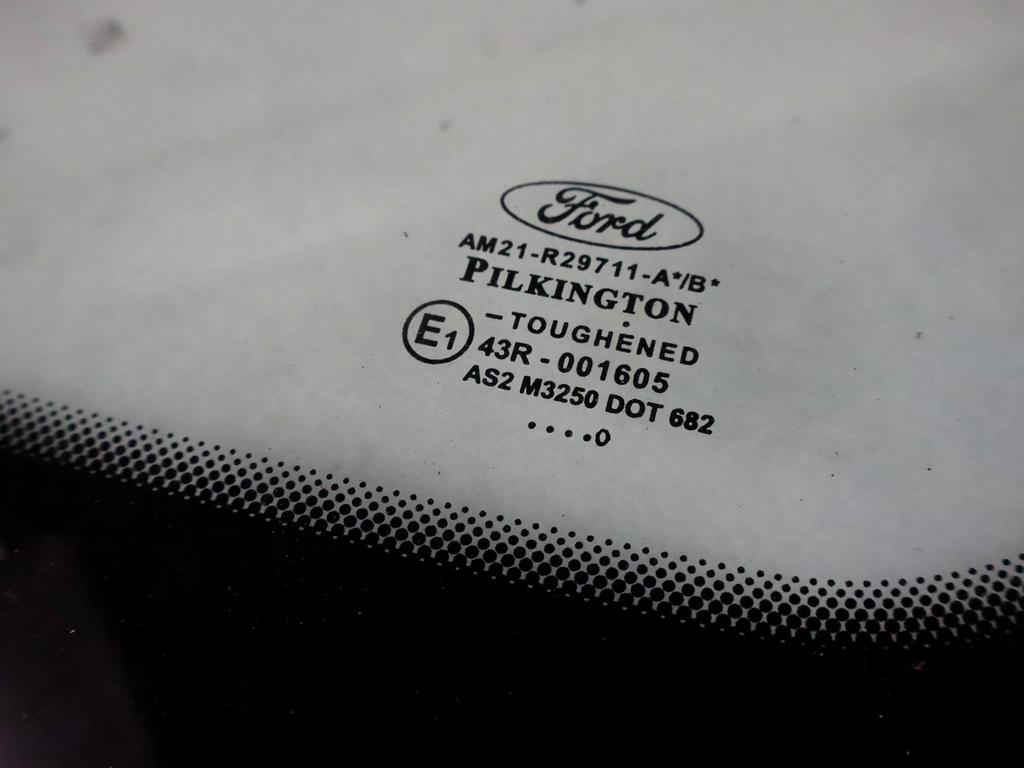 Ford
AM21-R29711-A*/B*
PILKINGTON
– TOUGHENED
E1
43R - 001605
AS2 M3250 DOT 682
. . . . 0